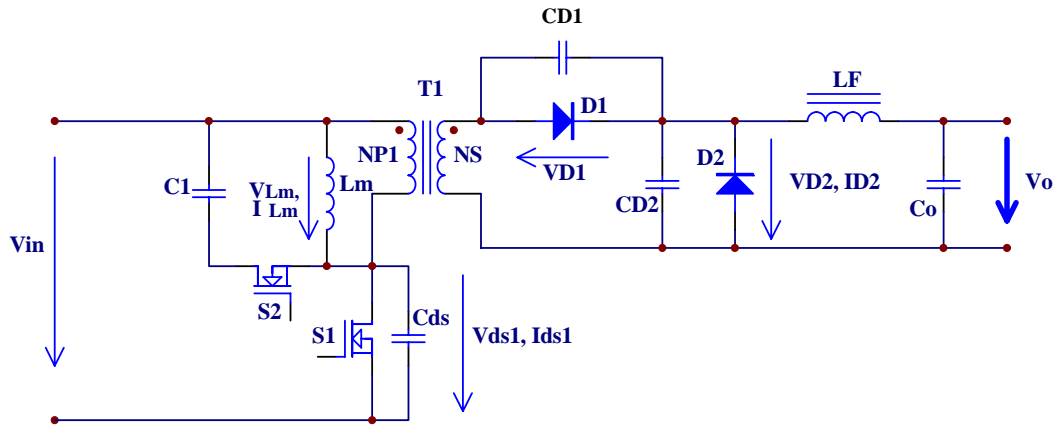 CD1
T1
LF
D1
NP1
NS
VD1
D2
C1
VLm,
I Lm
Lm
CD2
VD2, ID2
Co
Vo
Vin
S2
S1
Cds
Vds1, Ids1